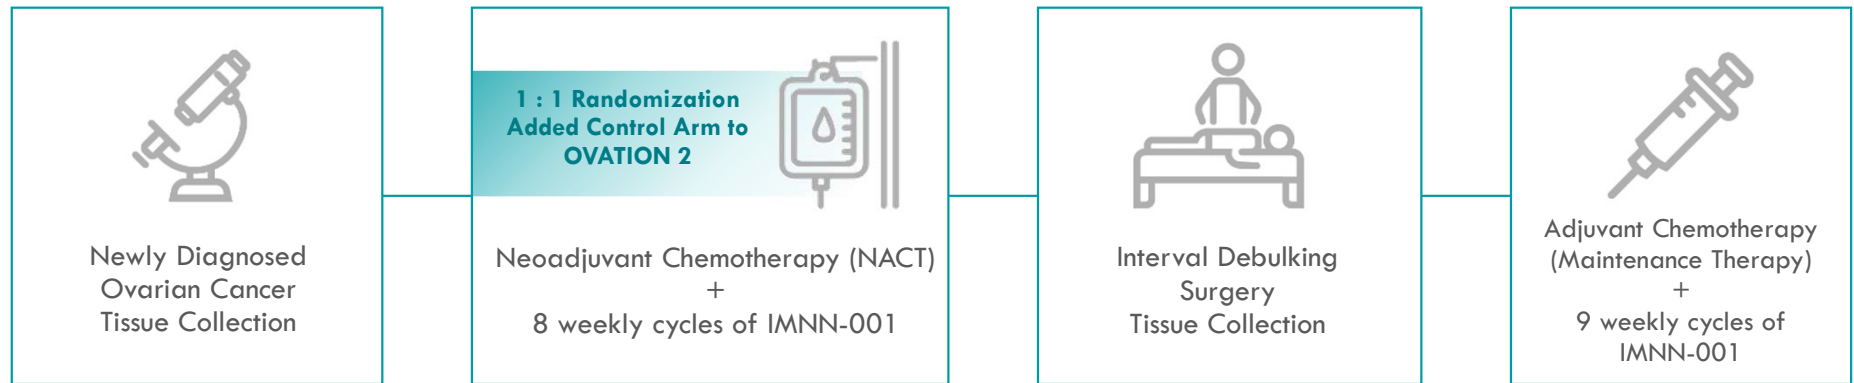 Newly Diagnosed
Ovarian Cancer
Tissue Collection
1 : 1 Randomization
Added Control Arm to
OVATION 2
Neoadjuvant Chemotherapy (NACT)
+
8 weekly cycles of IMNN-001
Interval Debulking
Surgery
Tissue Collection
Adjuvant Chemotherapy
(Maintenance Therapy)
+
9 weekly cycles of
IMNN-001